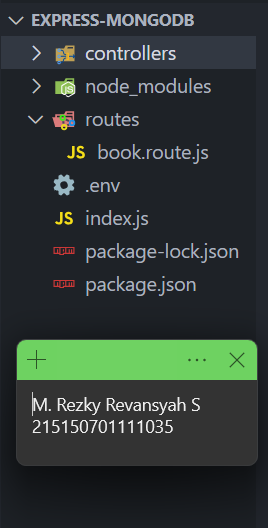 EXPRESS-MONGODB
controllers
node_modules
routes
JS book.route.js
.env
JS index.js
package-lock.json
package.json
M. Rezky Revansyah S
215150701111035